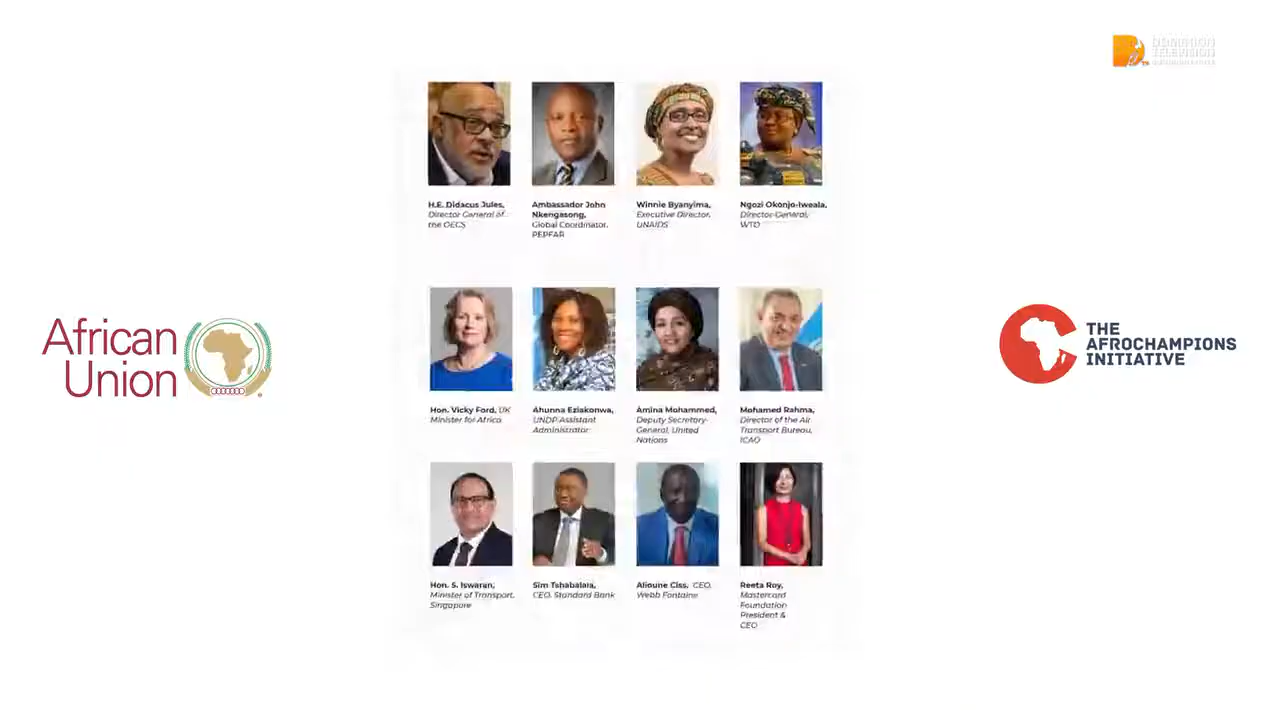 DOMINION
TELEVISION
H.E. Didacus Jules,
Director General of
the OECS
Ambassador John
Nkengasong,
Global Coordinator,
PEPFAR
Winnie Byanyima,
Executive Director,
UNAIDS
Ngozi Okonjo-Iweala,
Director-General,
WTO
African
Union
THE
AFROCHAMPIONS
INITIATIVE
Hon. Vicky Ford, UK
Minister for Africa
Ahunna Eziakonwa,
UNDP Assistant
Administrator
Amina Mohammed,
Deputy Secretary-
General, United
Nations
Mohamed Rahma,
Director of the Air
Transport Bureau,
ICAO
Hon. S. Iswaran,
Minister of Transport,
Singapore
Sim Tshabalala,
CEO, Standard Bank
Alioune Ciss, CEO,
Webb Fontaine
Reeta Roy,
Mastercard
Foundation
President &
CEO